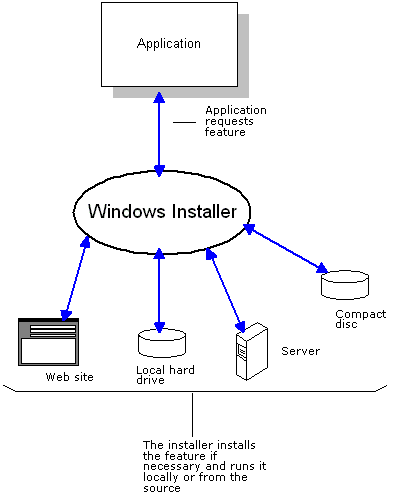 Application
Application
requests
feature
Windows Installer
Web site
Local hard
drive
Server
Compact
disc
The installer installs
the feature if
necessary and runs it
locally or from the
source